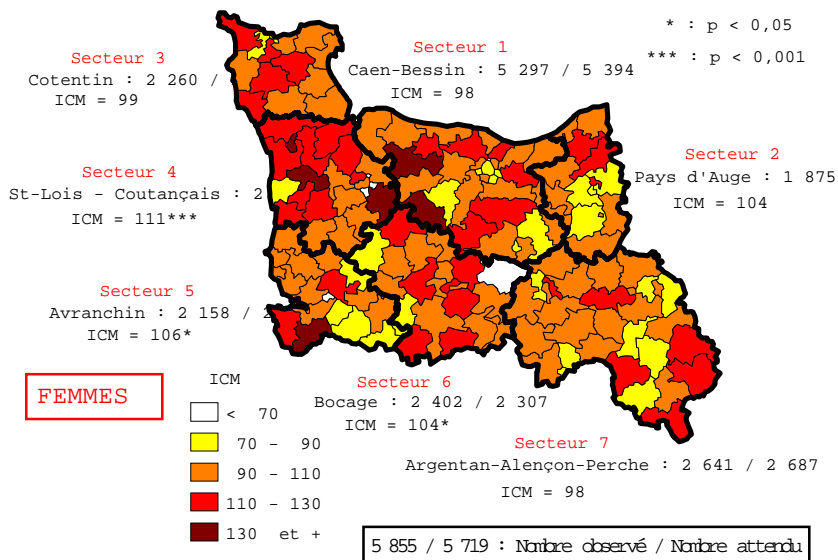 * : p < 0,05
*** : p < 0,001
Secteur 3
Cotentin : 2 260 /
ICM = 99
Secteur 1
Caen-Bessin : 5 297 / 5 394
ICM = 98
Secteur 4
St-Lois - Coutançais : 2
ICM = 111***
Secteur 2
Pays d'Auge : 1 875
ICM = 104
Secteur 5
Avranchin : 2 158 / 2
ICM = 106*
FEMMES
ICM
< 70
70 - 90
90 - 110
110 - 130
130 et +
Secteur 6
Bocage : 2 402 / 2 307
ICM = 104*
Secteur 7
Argentan-Alençon-Perche : 2 641 / 2 687
ICM = 98
5 855 / 5 719 : Nombre observé / Nombre attendu